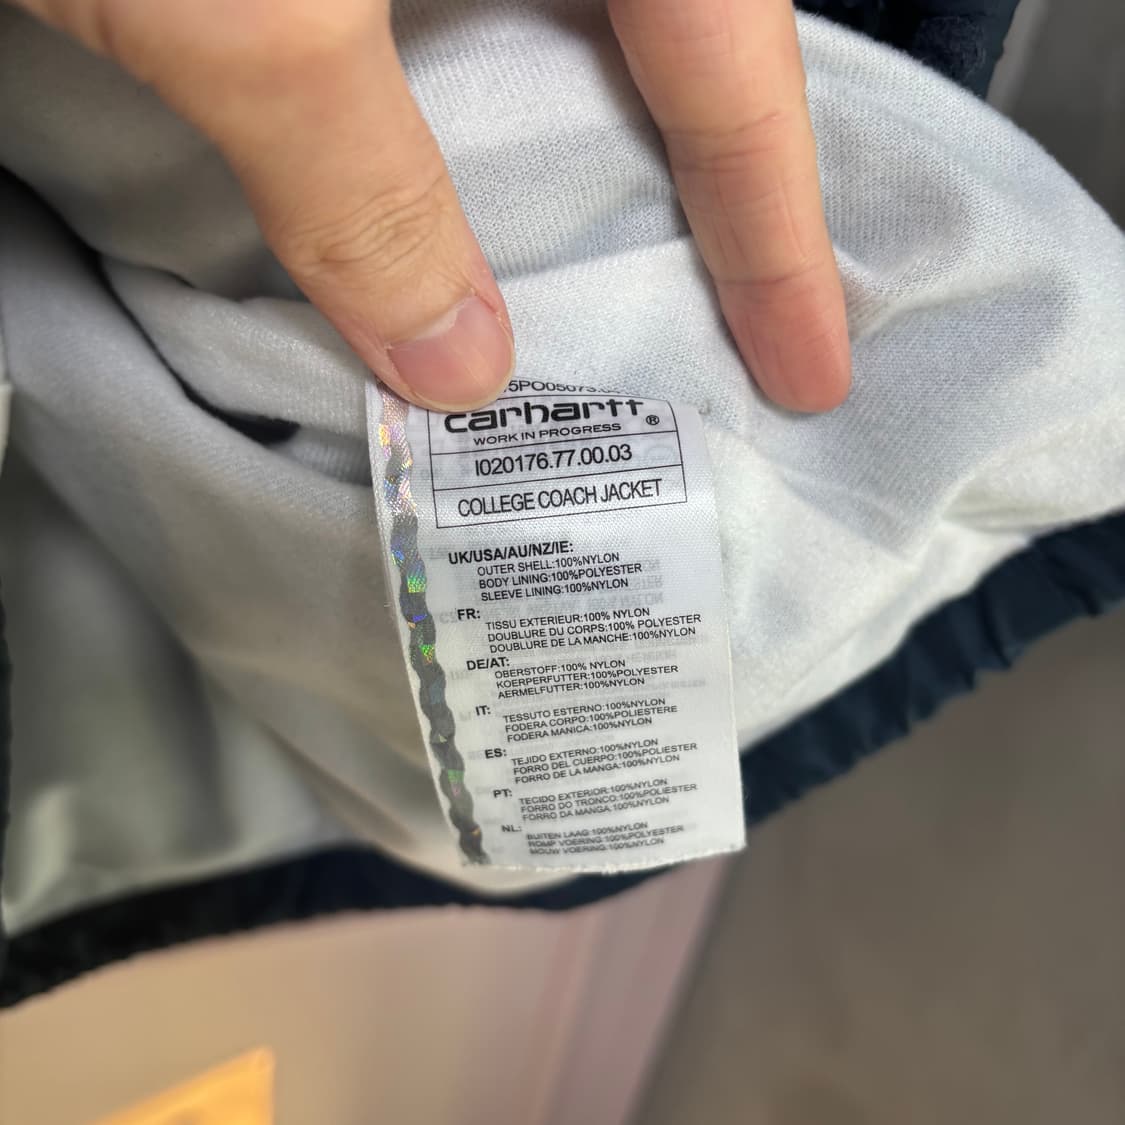 carhartt®
WORK IN PROGRESS
I020176.77.00.03
COLLEGE COACH JACKET
UK/USA/AU/NZ/IE:
OUTER SHELL:100%NYLON
BODY LINING:100%POLYESTER
SLEEVE LINING:100%NYLON
FR:
TISSU EXTERIEUR:100% NYLON
DOUBLURE DU CORPS:100% POLYESTER
DOUBLURE DE LA MANCHE:100%NYLON
DE/AT:
OBERSTOFF:100% NYLON
KOERPERFUTTER:100%POLYESTER
AERMELFUTTER:100%NYLON
IT:
TESSUTO ESTERNO:100%NYLON
FODERA CORPO:100%POLIESTERE
FODERA MANICA:100%NYLON
ES:
TEJIDO EXTERNO:100%NYLON
FORRO DEL CUERPO:100%POLIESTER
FORRO DE LA MANGA:100%NYLON
PT:
TECIDO EXTERIOR:100%NYLON
FORRO DO TRONCO:100%POLIESTER
FORRO DA MANGA:100%NYLON
NL:
BUITEN LAAG:100%NYLON
ROMP VOERING:100%POLYESTER
MOUW VOERING:100%NYLON